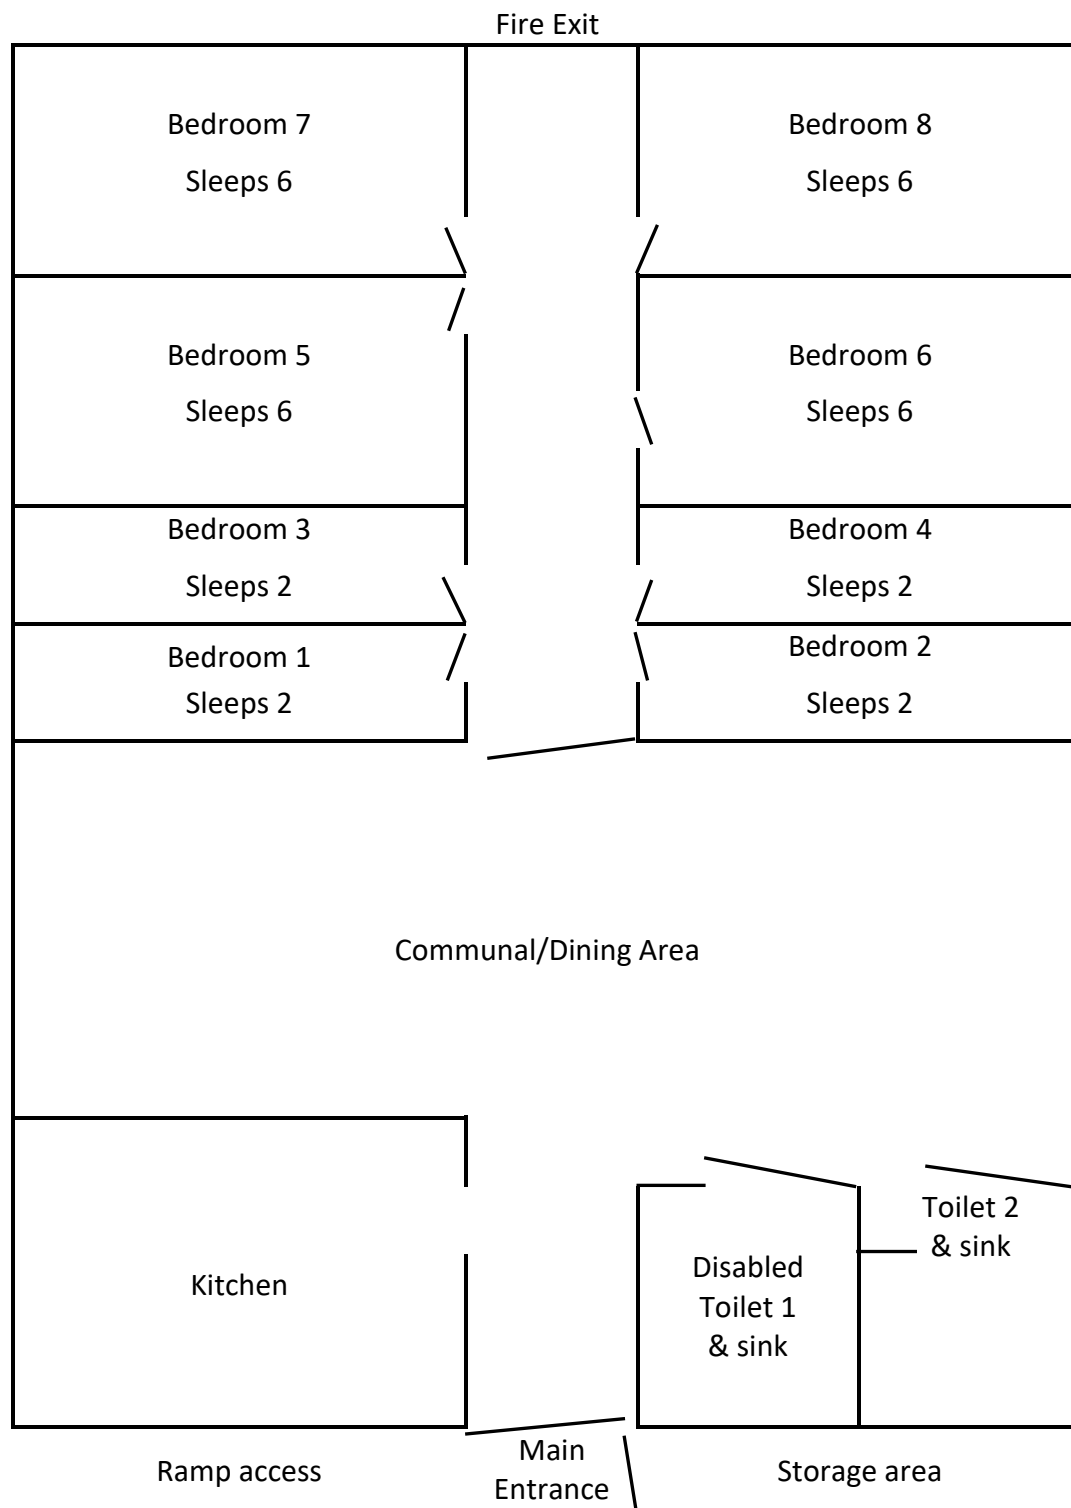 Fire Exit
Bedroom 7
Sleeps 6
Bedroom 8
Sleeps 6
Bedroom 5
Sleeps 6
Bedroom 6
Sleeps 6
Bedroom 3
Sleeps 2
Bedroom 4
Sleeps 2
Bedroom 1
Sleeps 2
Bedroom 2
Sleeps 2
Communal/Dining Area
Kitchen
Disabled
Toilet 1
& sink
Toilet 2
& sink
Ramp access
Main
Entrance
Storage area